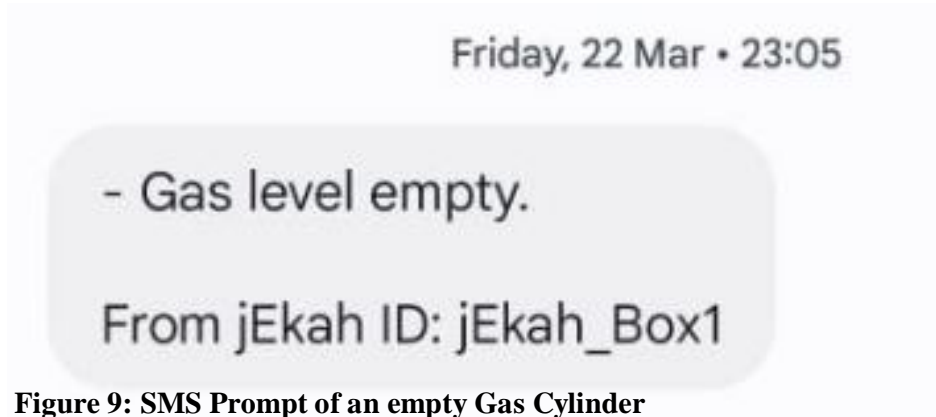 Friday, 22 Mar • 23:05
- Gas level empty.
From jEkah ID: jEkah_Box1
Figure 9: SMS Prompt of an empty Gas Cylinder